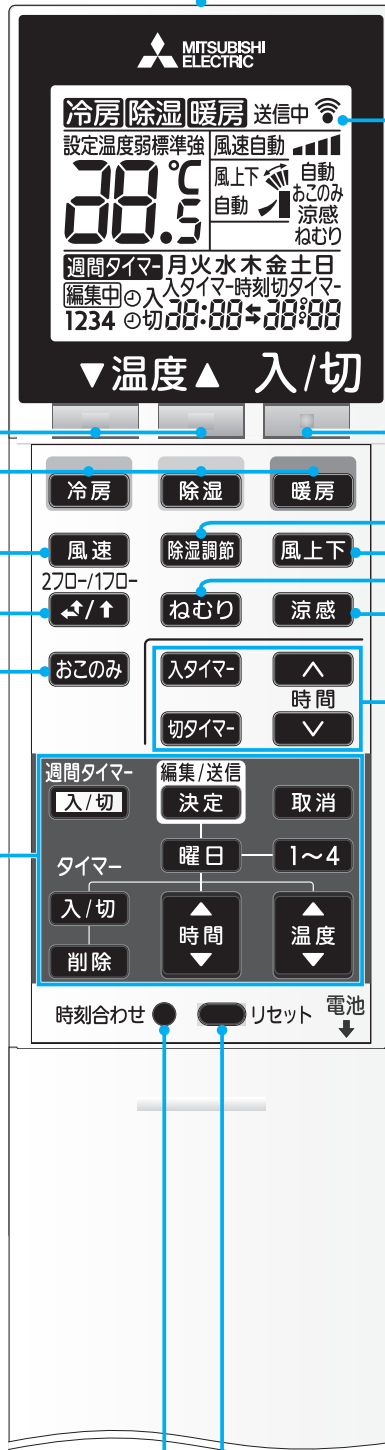 MITSUBISHI
ELECTRIC
冷房 除湿 暖房 送信中
設定温度弱標準強 風速自動
88.5℃ 風上下 自動
自動 おこのみ
涼感
ねむり
週間タイマー 月火水木金土日
編集中 入 入タイマー時刻切タイマー
1234 切 88:88 88:88
▼温度▲ 入/切
冷房 除湿 暖房
風速 除湿調節 風上下
2フロー/1フロー
/↑ ねむり 涼感
おこのみ 入タイマー ∧
時間
切タイマー ∨
週間タイマー 編集/送信
入/切 決定 取消
タイマー 曜日 1~4
入/切 ▲ ▲
時間 温度
削除 ▼ ▼
時刻合わせ リセット 電池